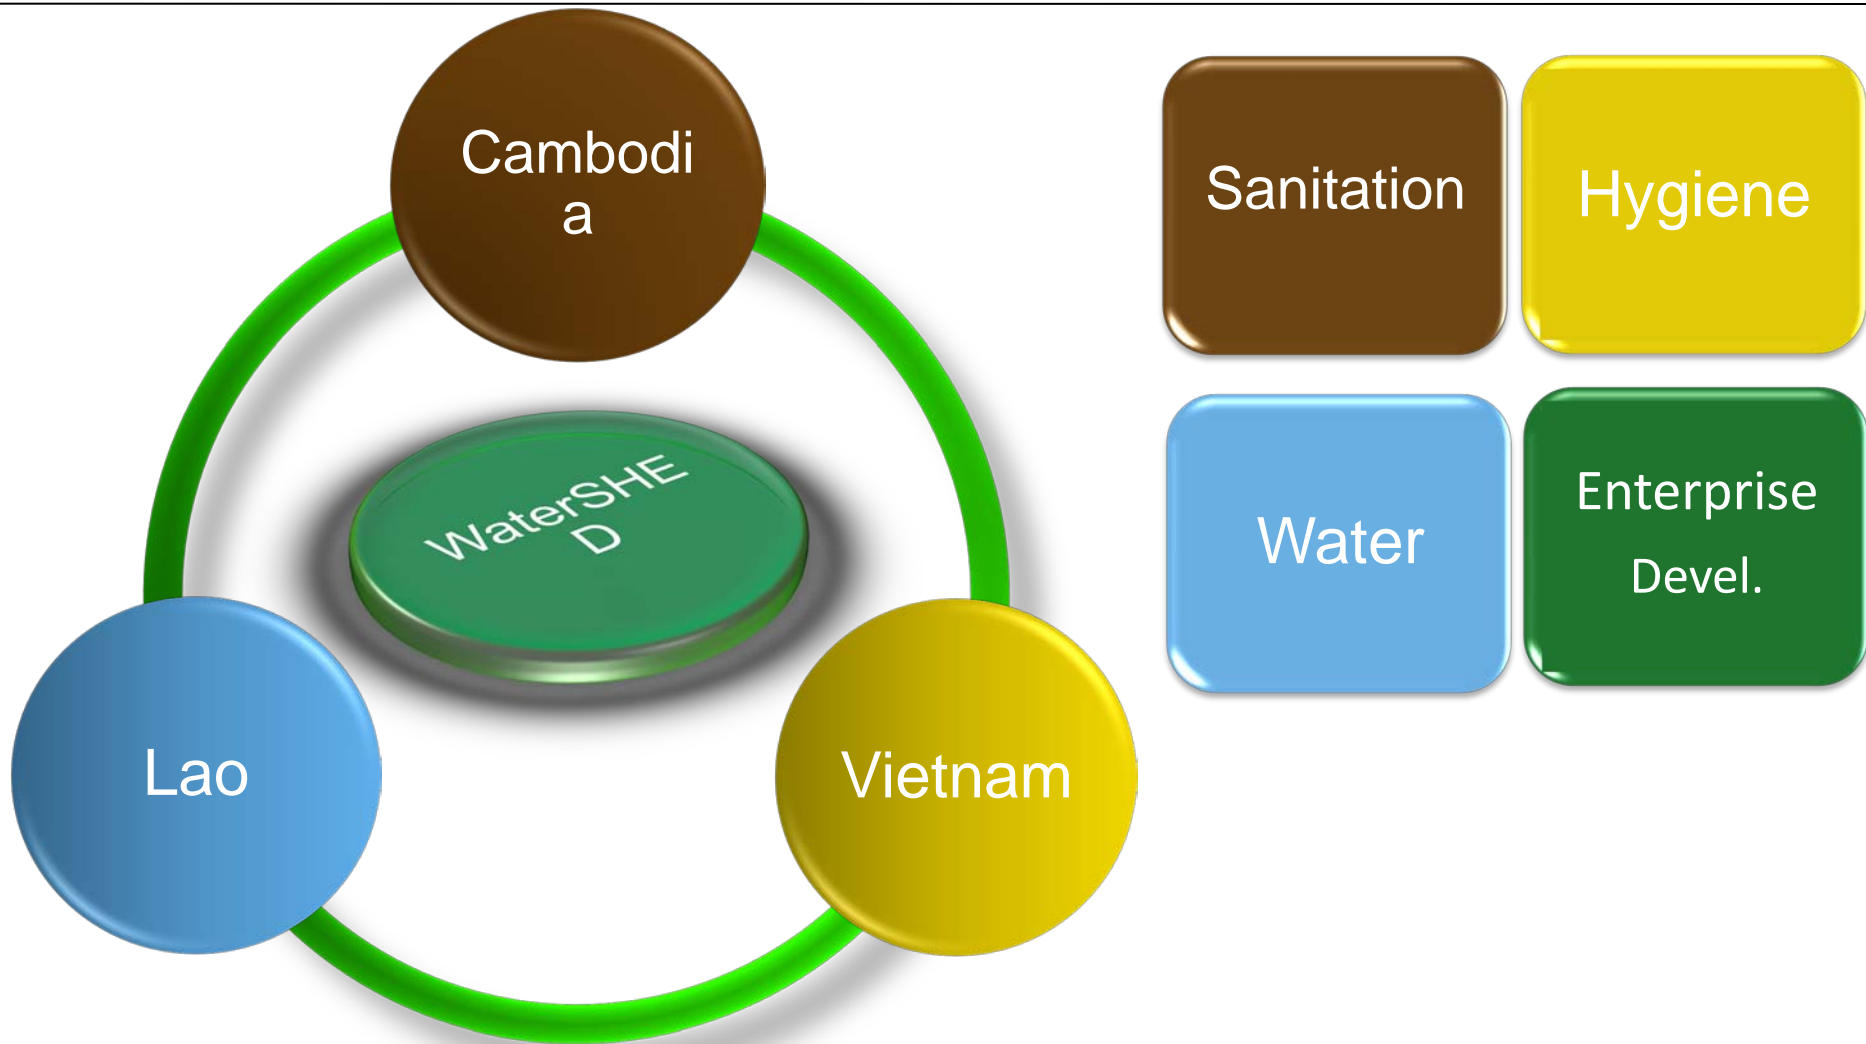 Cambodi
a
WaterSHE
D
Lao
Vietnam
Sanitation
Hygiene
Water
Enterprise
Devel.